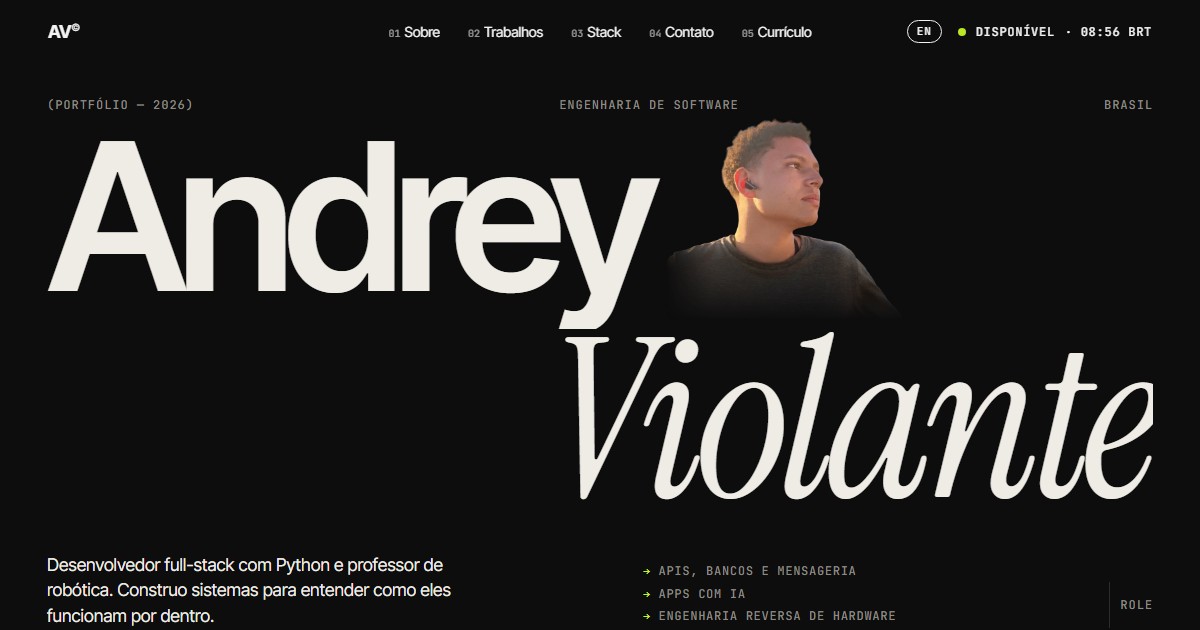 AV©
01 Sobre 02 Trabalhos 03 Stack 04 Contato 05 Currículo
EN
DISPONÍVEL · 08:56 BRT
(PORTFÓLIO — 2026)
ENGENHARIA DE SOFTWARE
BRASIL
Andrey
Violante
Desenvolvedor full-stack com Python e professor de
robótica. Construo sistemas para entender como eles
funcionam por dentro.
→ APIS, BANCOS E MENSAGERIA
→ APPS COM IA
→ ENGENHARIA REVERSA DE HARDWARE
ROLE